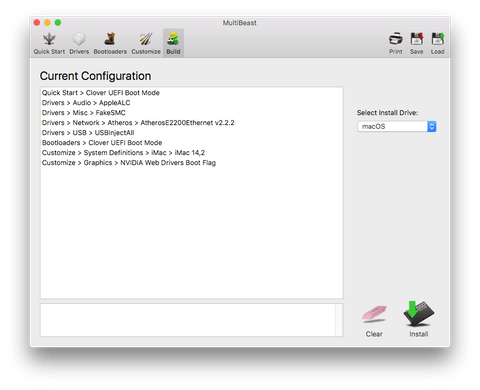 MultiBeast
Quick Start Drivers Bootloaders Customize Build Print Save Load
Current Configuration
Quick Start > Clover UEFI Boot Mode
Drivers > Audio > AppleALC
Drivers > Misc > FakeSMC
Drivers > Network > Atheros > AtherosE2200Ethernet v2.2.2
Drivers > USB > USBInjectAll
Bootloaders > Clover UEFI Boot Mode
Customize > System Definitions > iMac > iMac 14,2
Customize > Graphics > NVIDIA Web Drivers Boot Flag
Select Install Drive:
macOS
Clear Install